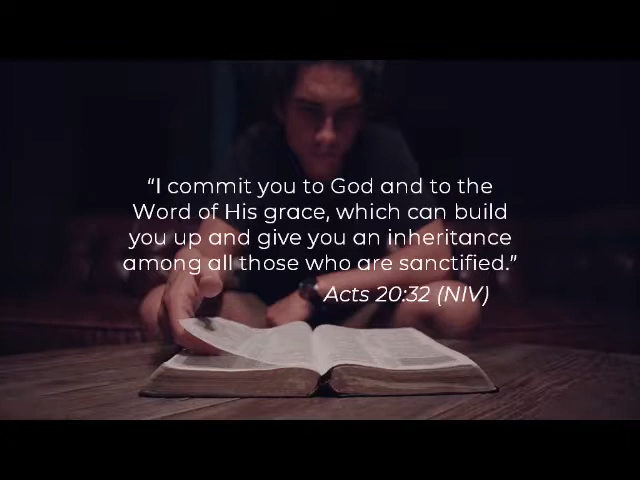 “I commit you to God and to the
Word of His grace, which can build
you up and give you an inheritance
among all those who are sanctified.”
Acts 20:32 (NIV)